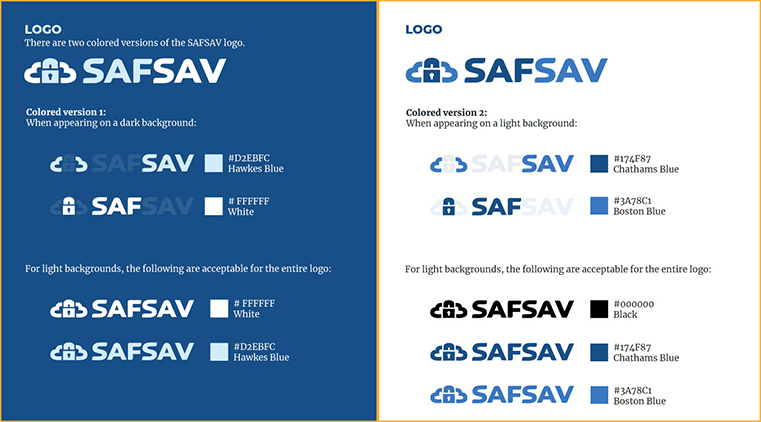 LOGO
There are two colored versions of the SAFSAV logo.
SAFSAV
Colored version 1:
When appearing on a dark background:
SAFSAV
#D2EBFC
Hawkes Blue
SAFSAV
# FFFFFF
White
For light backgrounds, the following are acceptable for the entire logo:
SAFSAV
# FFFFFF
White
SAFSAV
#D2EBFC
Hawkes Blue
LOGO
SAFSAV
Colored version 2:
When appearing on a light background:
SAFSAV
#174F87
Chathams Blue
SAFSAV
#3A78C1
Boston Blue
For light backgrounds, the following are acceptable for the entire logo:
SAFSAV
#000000
Black
SAFSAV
#174F87
Chathams Blue
SAFSAV
#3A78C1
Boston Blue